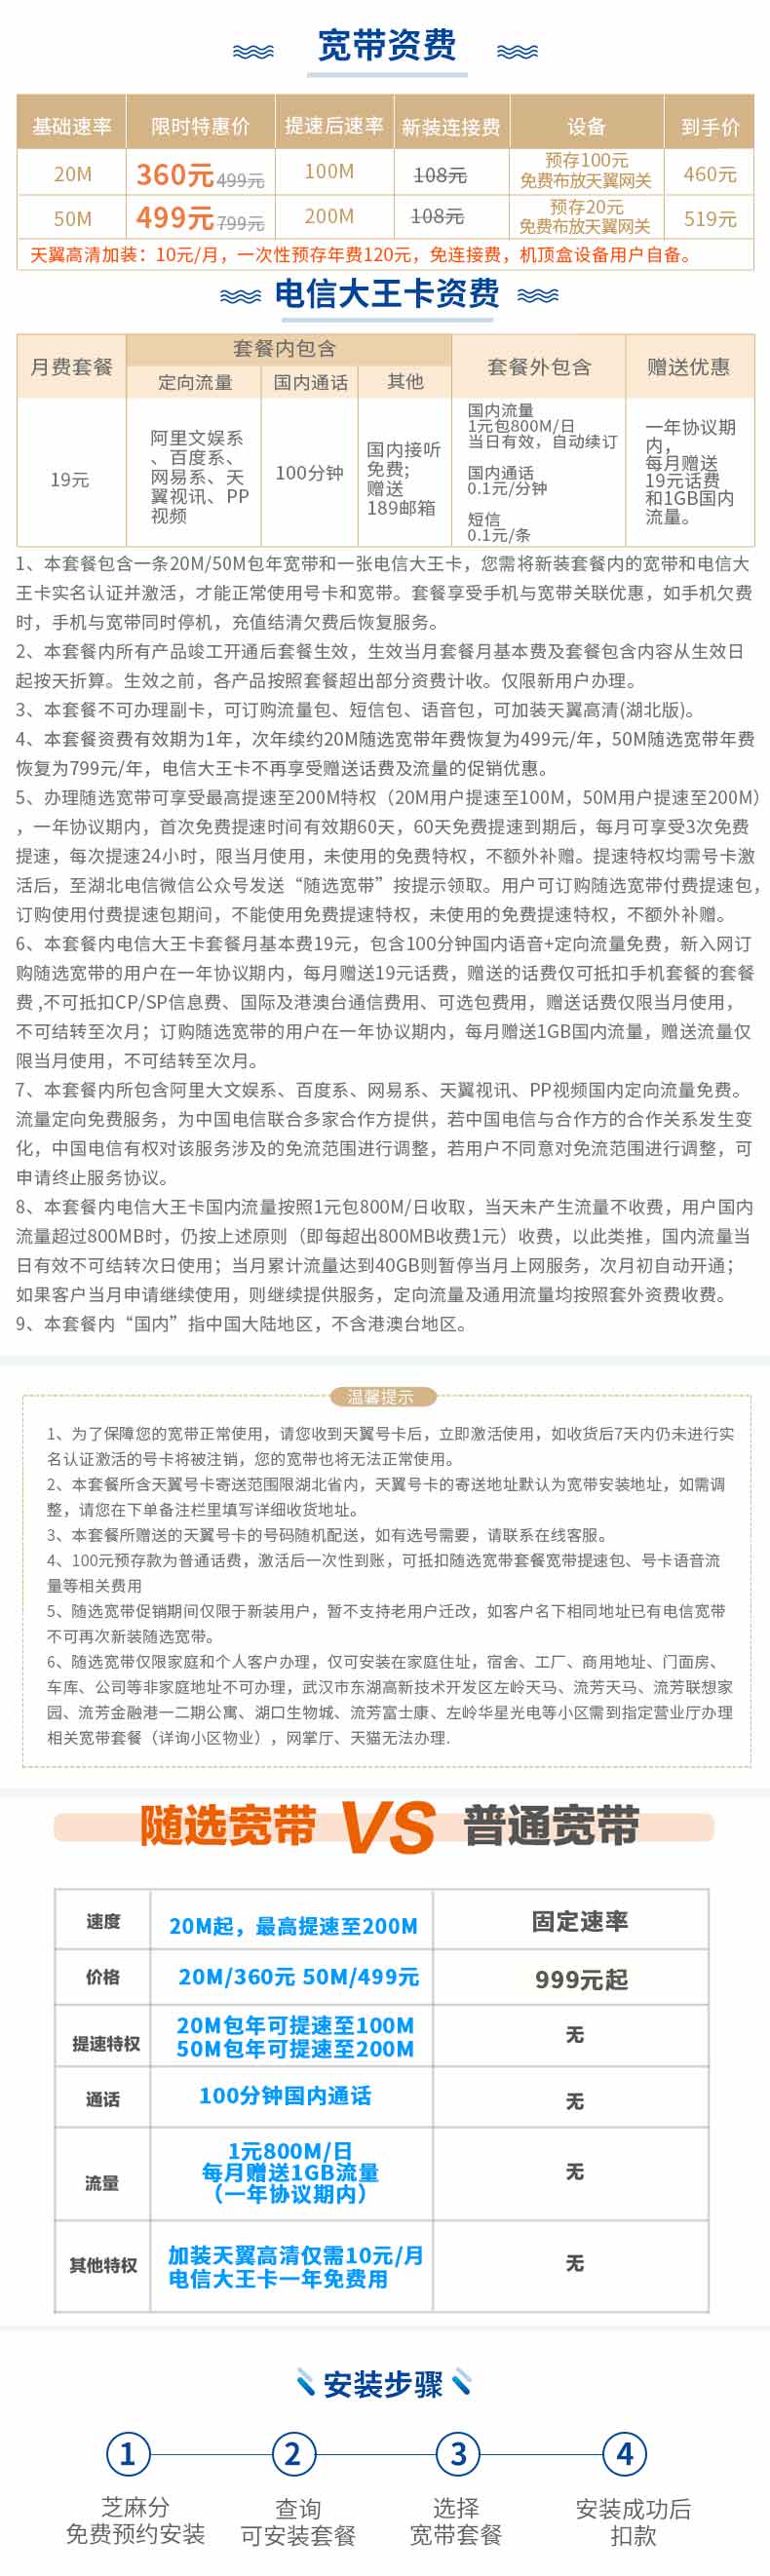 宽带资费
基础速率 限时特惠价 提速后速率 新装连接费 设备 到手价
20M 360元 499元 100M 108元 预存100元 免费布放天翼网关 460元
50M 499元 799元 200M 108元 预存20元 免费布放天翼网关 519元
天翼高清加装：10元/月，一次性预存年费120元，免连接费，机顶盒设备用户自备。
电信大王卡资费
月费套餐 套餐内包含 套餐外包含 赠送优惠
定向流量 国内通话 其他
19元
阿里文娱系
、百度系、
网易系、天
翼视讯、PP
视频
100分钟
国内接听
免费;
赠送
189邮箱
国内流量
1元包800M/日
当日有效，自动续订
国内通话
0.1元/分钟
短信
0.1元/条
一年协议期
内，
每月赠送
19元话费
和1GB国内
流量。
1、本套餐包含一条20M/50M包年宽带和一张电信大王卡，您需将新装套餐内的宽带和电信大
王卡实名认证并激活，才能正常使用号卡和宽带。套餐享受手机与宽带关联优惠，如手机欠费
时，手机与宽带同时停机，充值结清欠费后恢复服务。
2、本套餐内所有产品竣工开通后套餐生效，生效当月套餐月基本费及套餐包含内容从生效日
起按天折算。生效之前，各产品按照套餐超出部分资费计收。仅限新用户办理。
3、本套餐不可办理副卡，可订购流量包、短信包、语音包，可加装天翼高清(湖北版)。
4、本套餐资费有效期为1年，次年续约20M随选宽带年费恢复为499元/年，50M随选宽带年费
恢复为799元/年，电信大王卡不再享受赠送话费及流量的促销优惠。
5、办理随选宽带可享受最高提速至200M特权（20M用户提速至100M，50M用户提速至200M）
，一年协议期内，首次免费提速时间有效期60天，60天免费提速到期后，每月可享受3次免费
提速，每次提速24小时，限当月使用，未使用的免费特权，不额外补赠。提速特权均需号卡激
活后，至湖北电信微信公众号发送“随选宽带”按提示领取。用户可订购随选宽带付费提速包，
订购使用付费提速包期间，不能使用免费提速特权，未使用的免费提速特权，不额外补赠。
6、本套餐内电信大王卡套餐月基本费19元，包含100分钟国内语音+定向流量免费，新入网订
购随选宽带的用户在一年协议期内，每月赠送19元话费，赠送的话费仅可抵扣手机套餐的套餐
费 ,不可抵扣CP/SP信息费、国际及港澳台通信费用、可选包费用，赠送话费仅限当月使用，
不可结转至次月；订购随选宽带的用户在一年协议期内，每月赠送1GB国内流量，赠送流量仅
限当月使用，不可结转至次月。
7、本套餐内所包含阿里大文娱系、百度系、网易系、天翼视讯、PP视频国内定向流量免费。
流量定向免费服务，为中国电信联合多家合作方提供，若中国电信与合作方的合作关系发生变
化，中国电信有权对该服务涉及的免流范围进行调整，若用户不同意对免流范围进行调整，可
申请终止服务协议。
8、本套餐内电信大王卡国内流量按照1元包800M/日收取，当天未产生流量不收费，用户国内
流量超过800MB时，仍按上述原则（即每超出800MB收费1元）收费，以此类推，国内流量当
日有效不可结转次日使用；当月累计流量达到40GB则暂停当月上网服务，次月初自动开通；
如果客户当月申请继续使用，则继续提供服务，定向流量及通用流量均按照套外资费收费。
9、本套餐内“国内”指中国大陆地区，不含港澳台地区。
温馨提示
1、为了保障您的宽带正常使用，请您收到天翼号卡后，立即激活使用，如收货后7天内仍未进行实
名认证激活的号卡将被注销，您的宽带也将无法正常使用。
2、本套餐所含天翼号卡寄送范围限湖北省内，天翼号卡的寄送地址默认为宽带安装地址，如需调
整，请您在下单备注栏里填写详细收货地址。
3、本套餐所赠送的天翼号卡的号码随机配送，如有选号需要，请联系在线客服。
4、100元预存款为普通话费，激活后一次性到账，可抵扣随选宽带套餐宽带提速包、号卡语音流
量等相关费用
5、随选宽带促销期间仅限于新装用户，暂不支持老用户迁改，如客户名下相同地址已有电信宽带
不可再次新装随选宽带。
6、随选宽带仅限家庭和个人客户办理，仅可安装在家庭住址，宿舍、工厂、商用地址、门面房、
车库、公司等非家庭地址不可办理，武汉市东湖高新技术开发区左岭天马、流芳天马、流芳联想家
园、流芳金融港一二期公寓、湖口生物城、流芳富士康、左岭华星光电等小区需到指定营业厅办理
相关宽带套餐（详询小区物业），网掌厅、天猫无法办理.
随选宽带 VS 普通宽带
速度 20M起，最高提速至200M 固定速率
价格 20M/360元 50M/499元 999元起
提速特权 20M包年可提速至100M 50M包年可提速至200M 无
通话 100分钟国内通话 无
流量 1元800M/日 每月赠送1GB流量 （一年协议期内） 无
其他特权 加装天翼高清仅需10元/月 电信大王卡一年免费用 无
安装步骤
1 2 3 4
芝麻分 查询 选择 安装成功后
免费预约安装 可安装套餐 宽带套餐 扣款